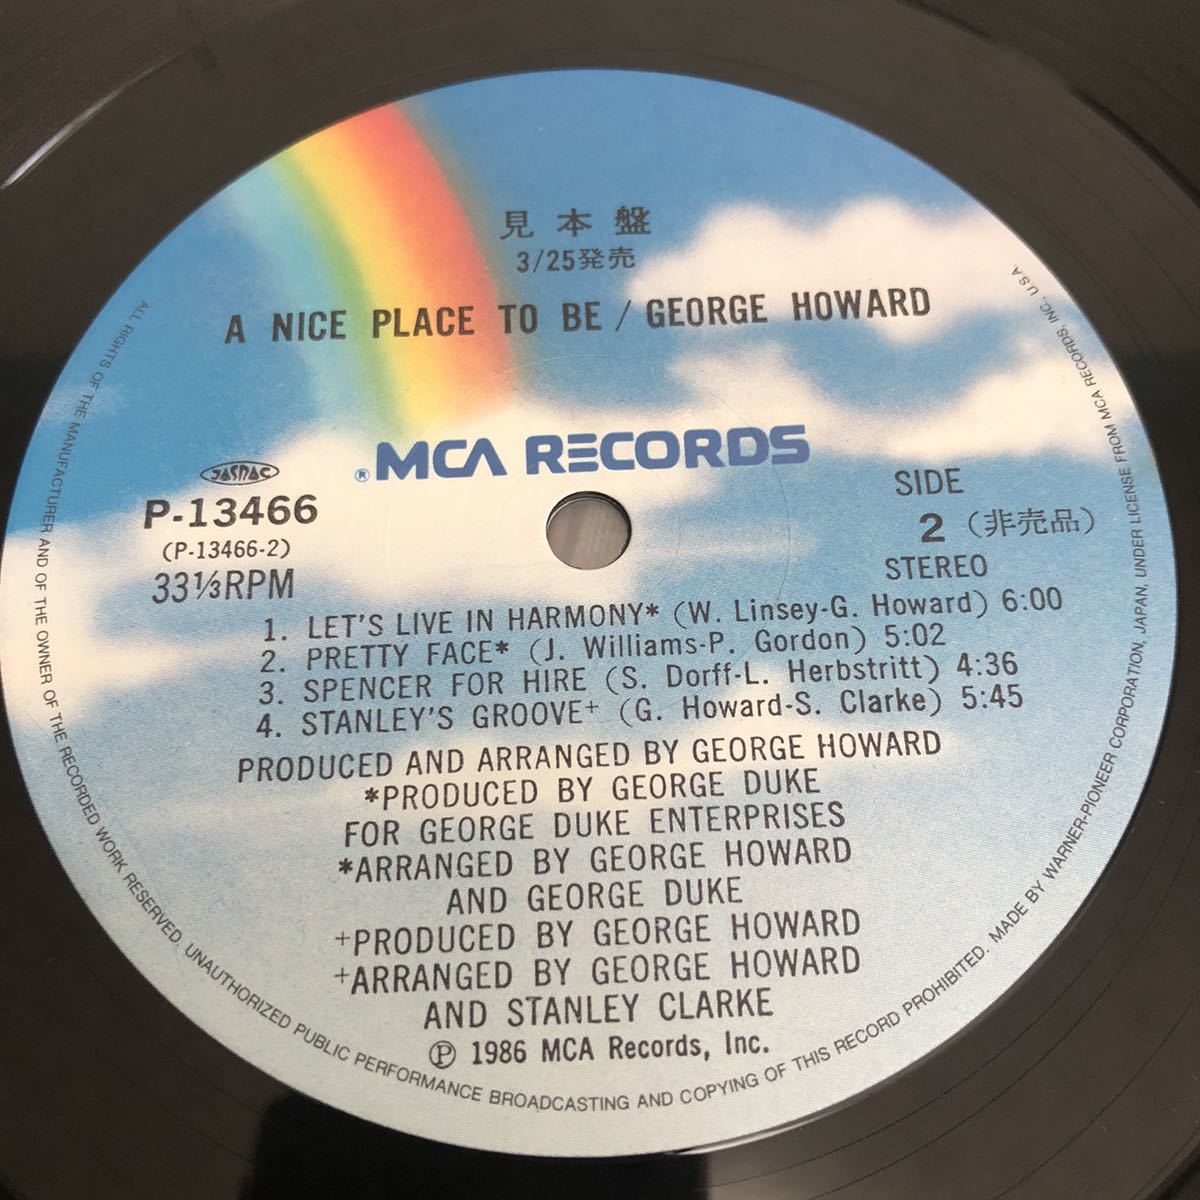 見本盤
3/25発売
A NICE PLACE TO BE / GEORGE HOWARD
® MCA RECORDS
JASRAC
P-13466
(P-13466-2)
33⅓RPM
SIDE
2 (非売品)
STEREO
1. LET'S LIVE IN HARMONY* (W. Linsey-G. Howard) 6:00
2. PRETTY FACE* (J. Williams-P. Gordon) 5:02
3. SPENCER FOR HIRE (S. Dorff-L. Herbstritt) 4:36
4. STANLEY'S GROOVE+ (G. Howard-S. Clarke) 5:45
PRODUCED AND ARRANGED BY GEORGE HOWARD
*PRODUCED BY GEORGE DUKE
FOR GEORGE DUKE ENTERPRISES
*ARRANGED BY GEORGE HOWARD
AND GEORGE DUKE
+PRODUCED BY GEORGE HOWARD
+ARRANGED BY GEORGE HOWARD
AND STANLEY CLARKE
Ⓟ 1986 MCA Records, Inc.
ALL RIGHTS OF THE MANUFACTURER AND OF THE OWNER OF THE RECORDED WORK RESERVED. UNAUTHORIZED PUBLIC PERFORMANCE BROADCASTING AND COPYING OF THIS RECORD PROHIBITED. MADE BY WARNER-PIONEER CORPORATION, JAPAN, UNDER LICENSE FROM MCA RECORDS, INC., U.S.A.